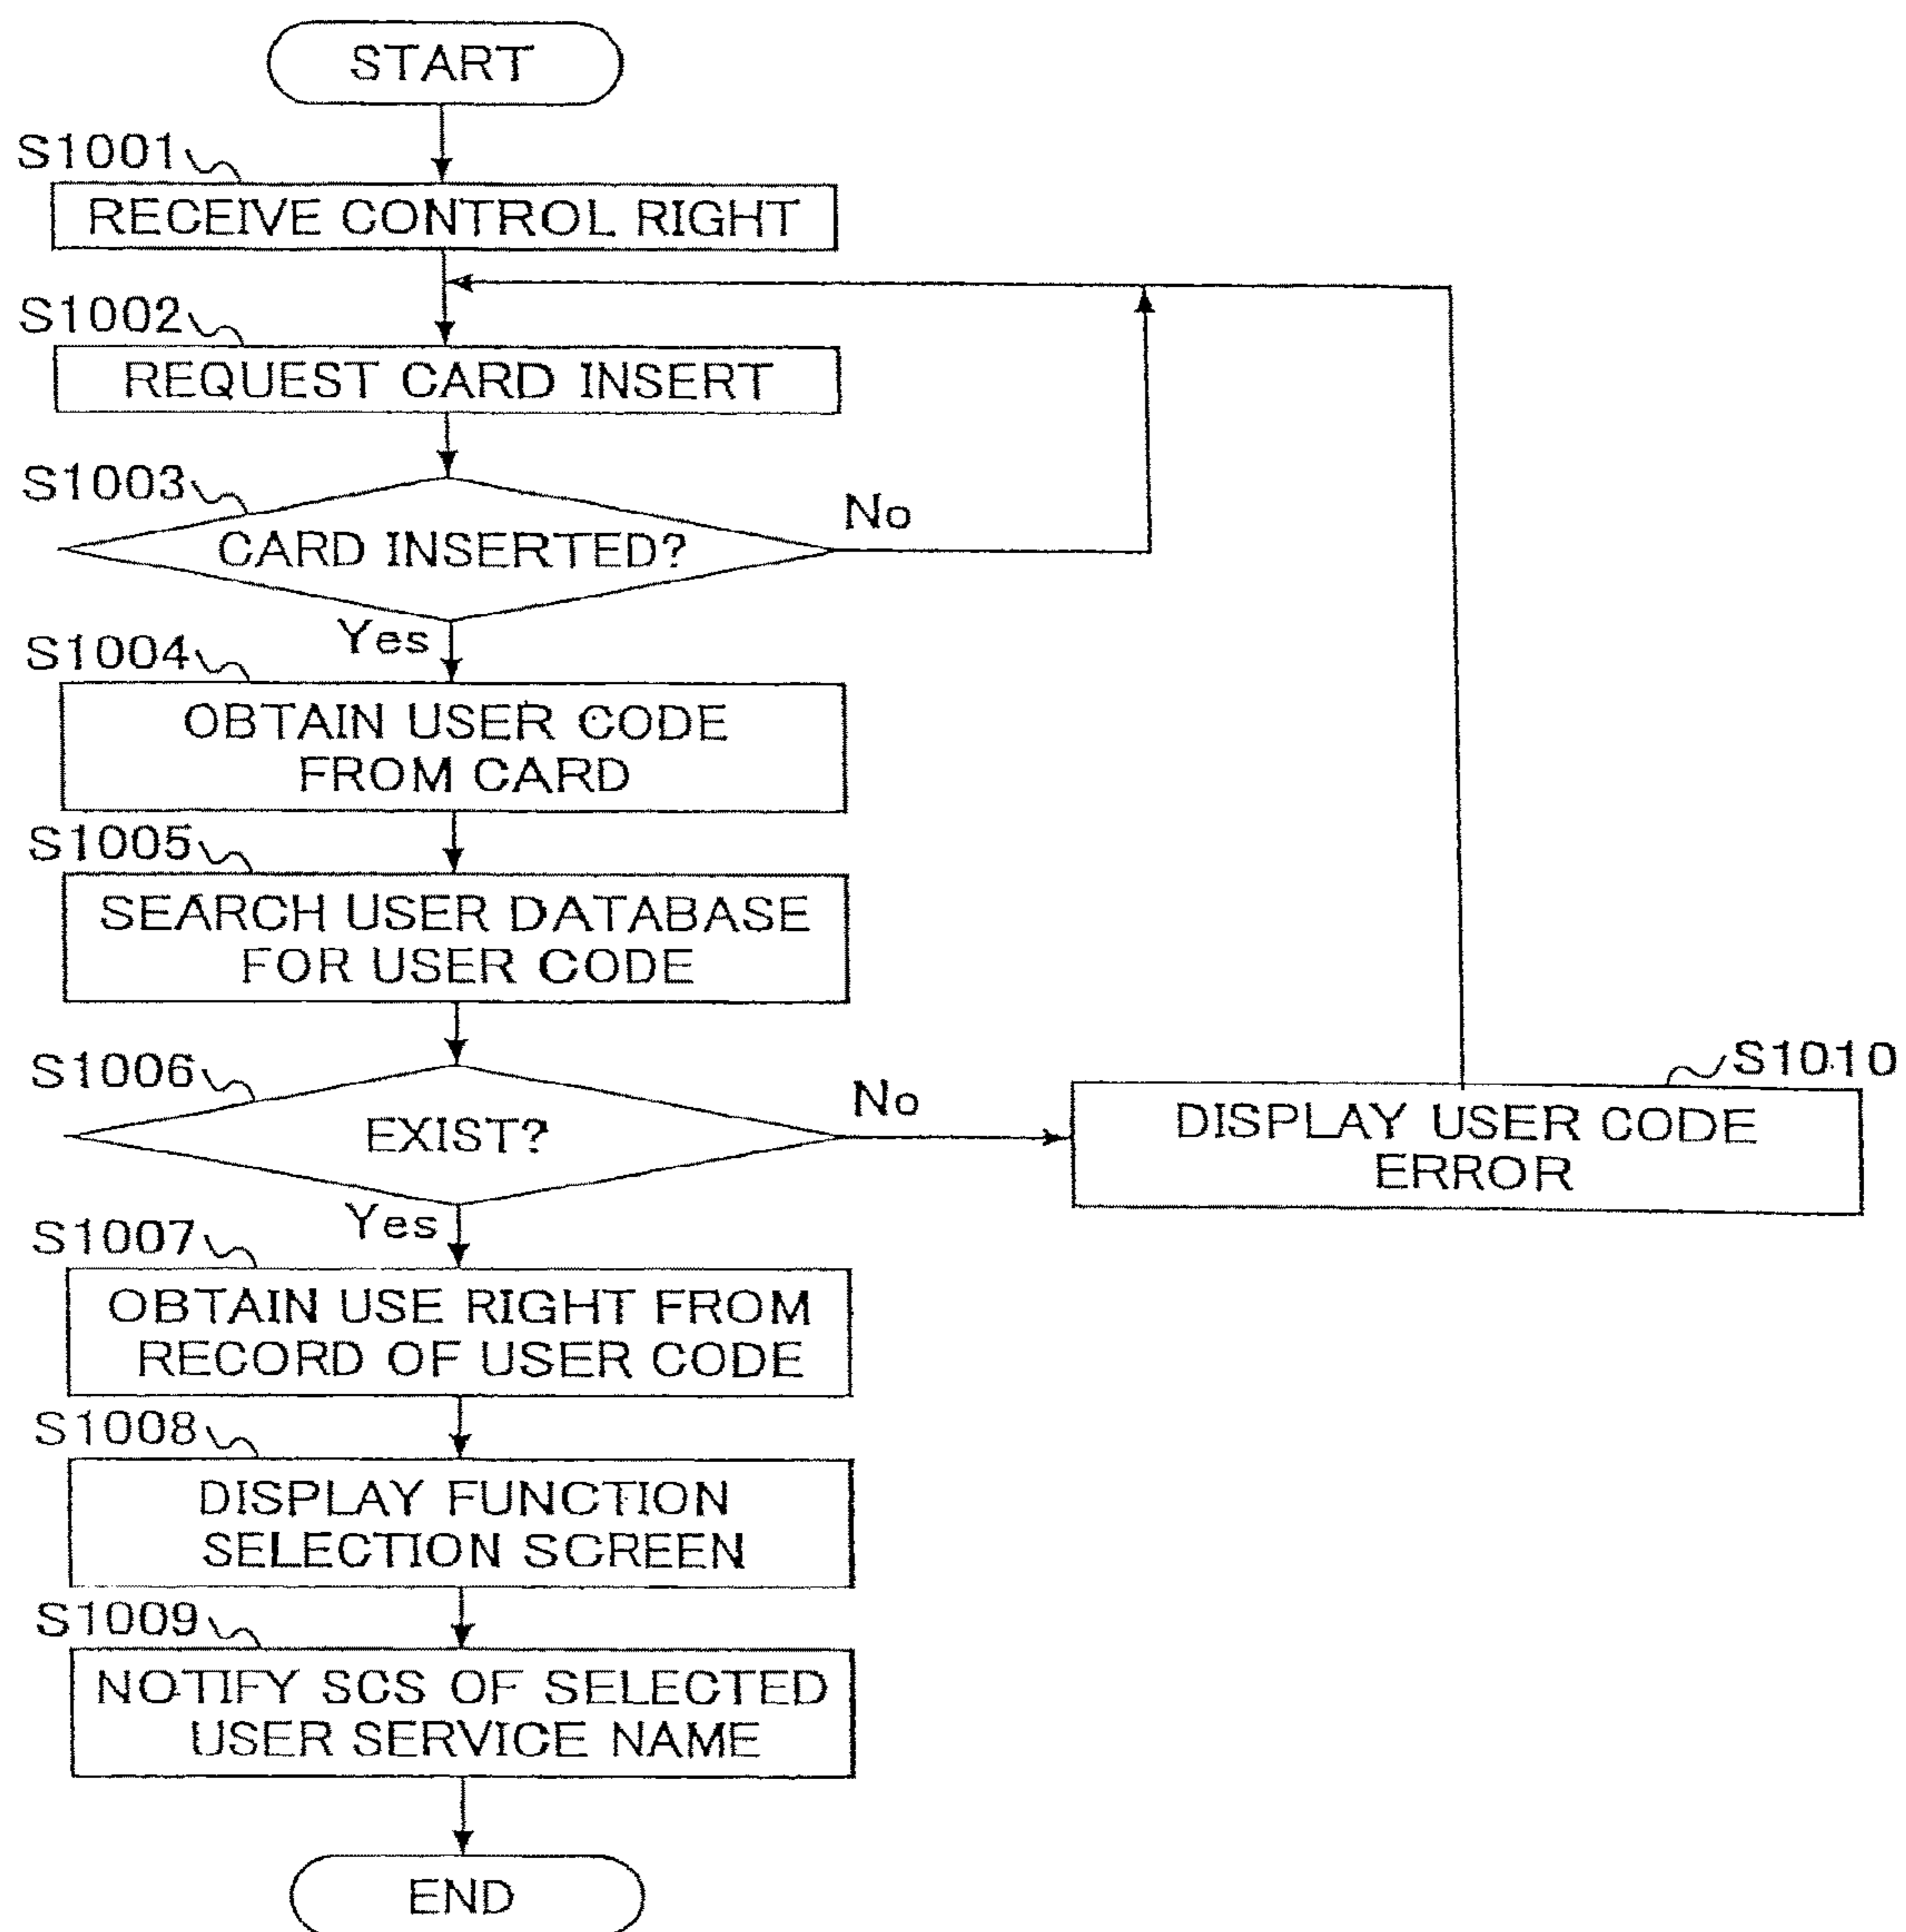 START
S1001
RECEIVE CONTROL RIGHT
S1002
REQUEST CARD INSERT
S1003
CARD INSERTED?
No
Yes
S1004
OBTAIN USER CODE
FROM CARD
S1005
SEARCH USER DATABASE
FOR USER CODE
S1006
EXIST?
No
S1010
DISPLAY USER CODE
ERROR
Yes
S1007
OBTAIN USE RIGHT FROM
RECORD OF USER CODE
S1008
DISPLAY FUNCTION
SELECTION SCREEN
S1009
NOTIFY SCS OF SELECTED
USER SERVICE NAME
END